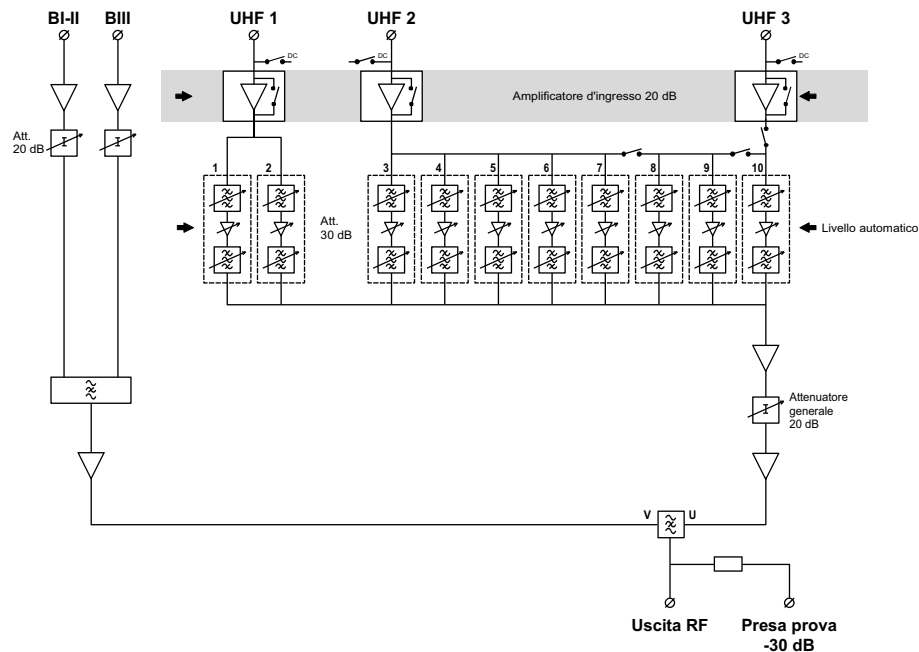 BI-II BIII UHF 1 UHF 2 UHF 3
DC DC DC
Amplificatore d'ingresso 20 dB
Att.
20 dB
1 2 3 4 5 6 7 8 9 10
Att.
30 dB
Livello automatico
Attenuatore
generale
20 dB
V U
Uscita RF
Presa prova
-30 dB